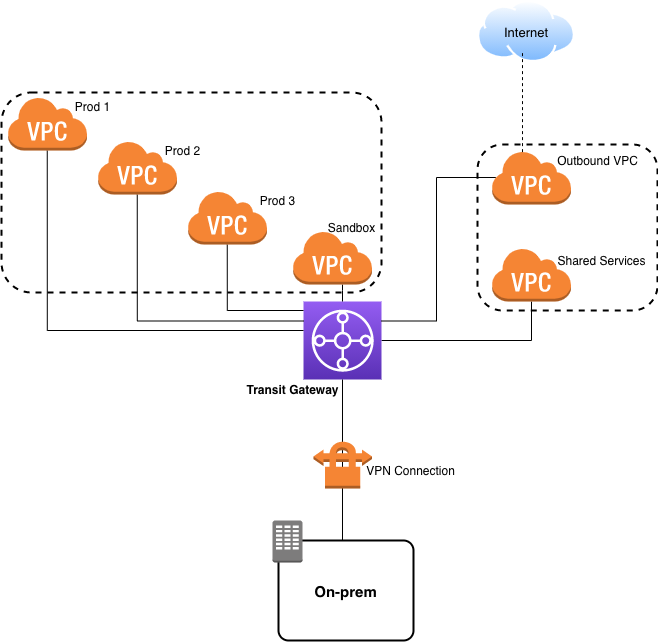 Internet
Prod 1
VPC
Prod 2
VPC
Outbound VPC
VPC
Prod 3
VPC
Sandbox
VPC
Shared Services
VPC
Transit Gateway
VPN Connection
On-prem